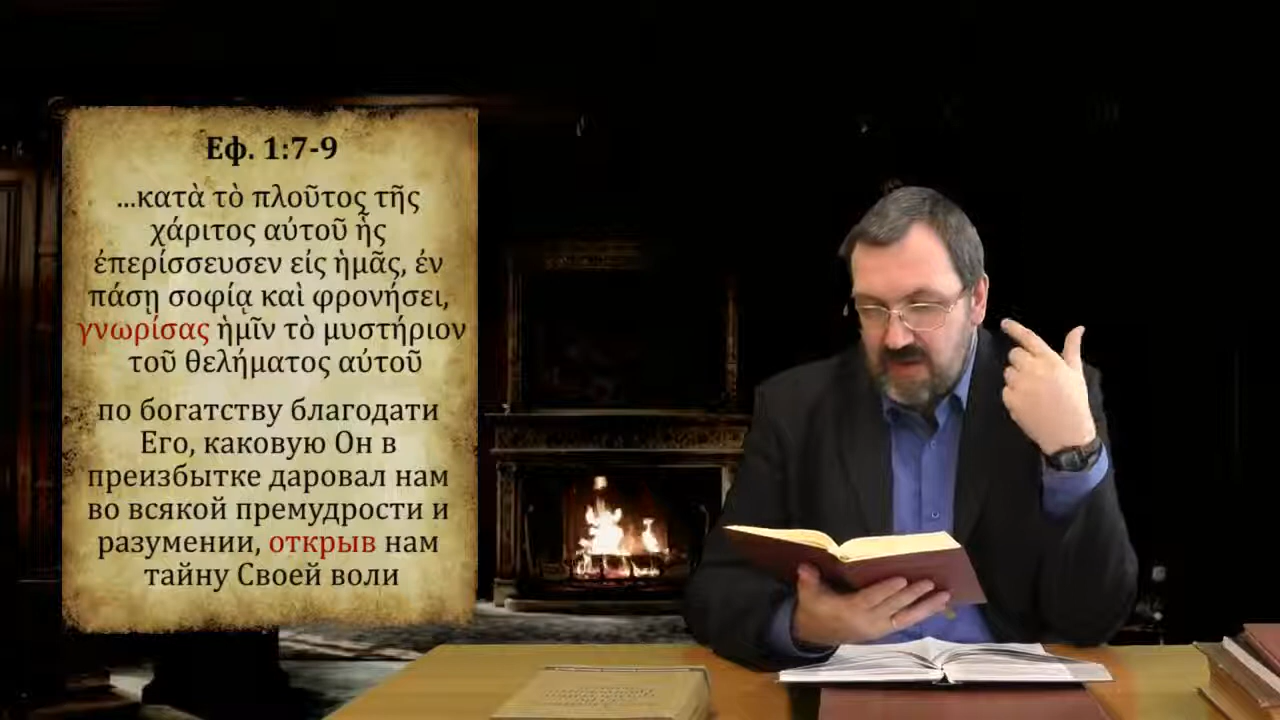 Еф. 1:7-9
...κατὰ τὸ πλοῦτος τῆς
χάριτος αὐτοῦ ἧς
ἐπερίσσευσεν εἰς ἡμᾶς, ἐν
πάσῃ σοφίᾳ καὶ φρονήσει,
γνωρίσας ἡμῖν τὸ μυστήριον
τοῦ θελήματος αὐτοῦ
по богатству благодати
Его, каковую Он в
преизбытке даровал нам
во всякой премудрости и
разумении, открыв нам
тайну Своей воли